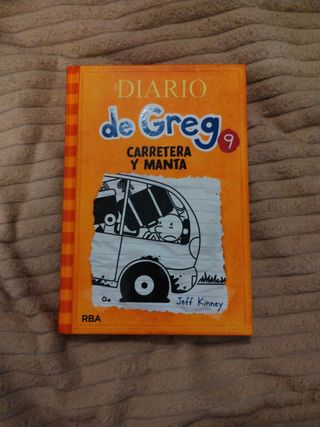 DIARIO
de Greg 9
CARRETERA
Y MANTA
Jeff Kinney
RBA